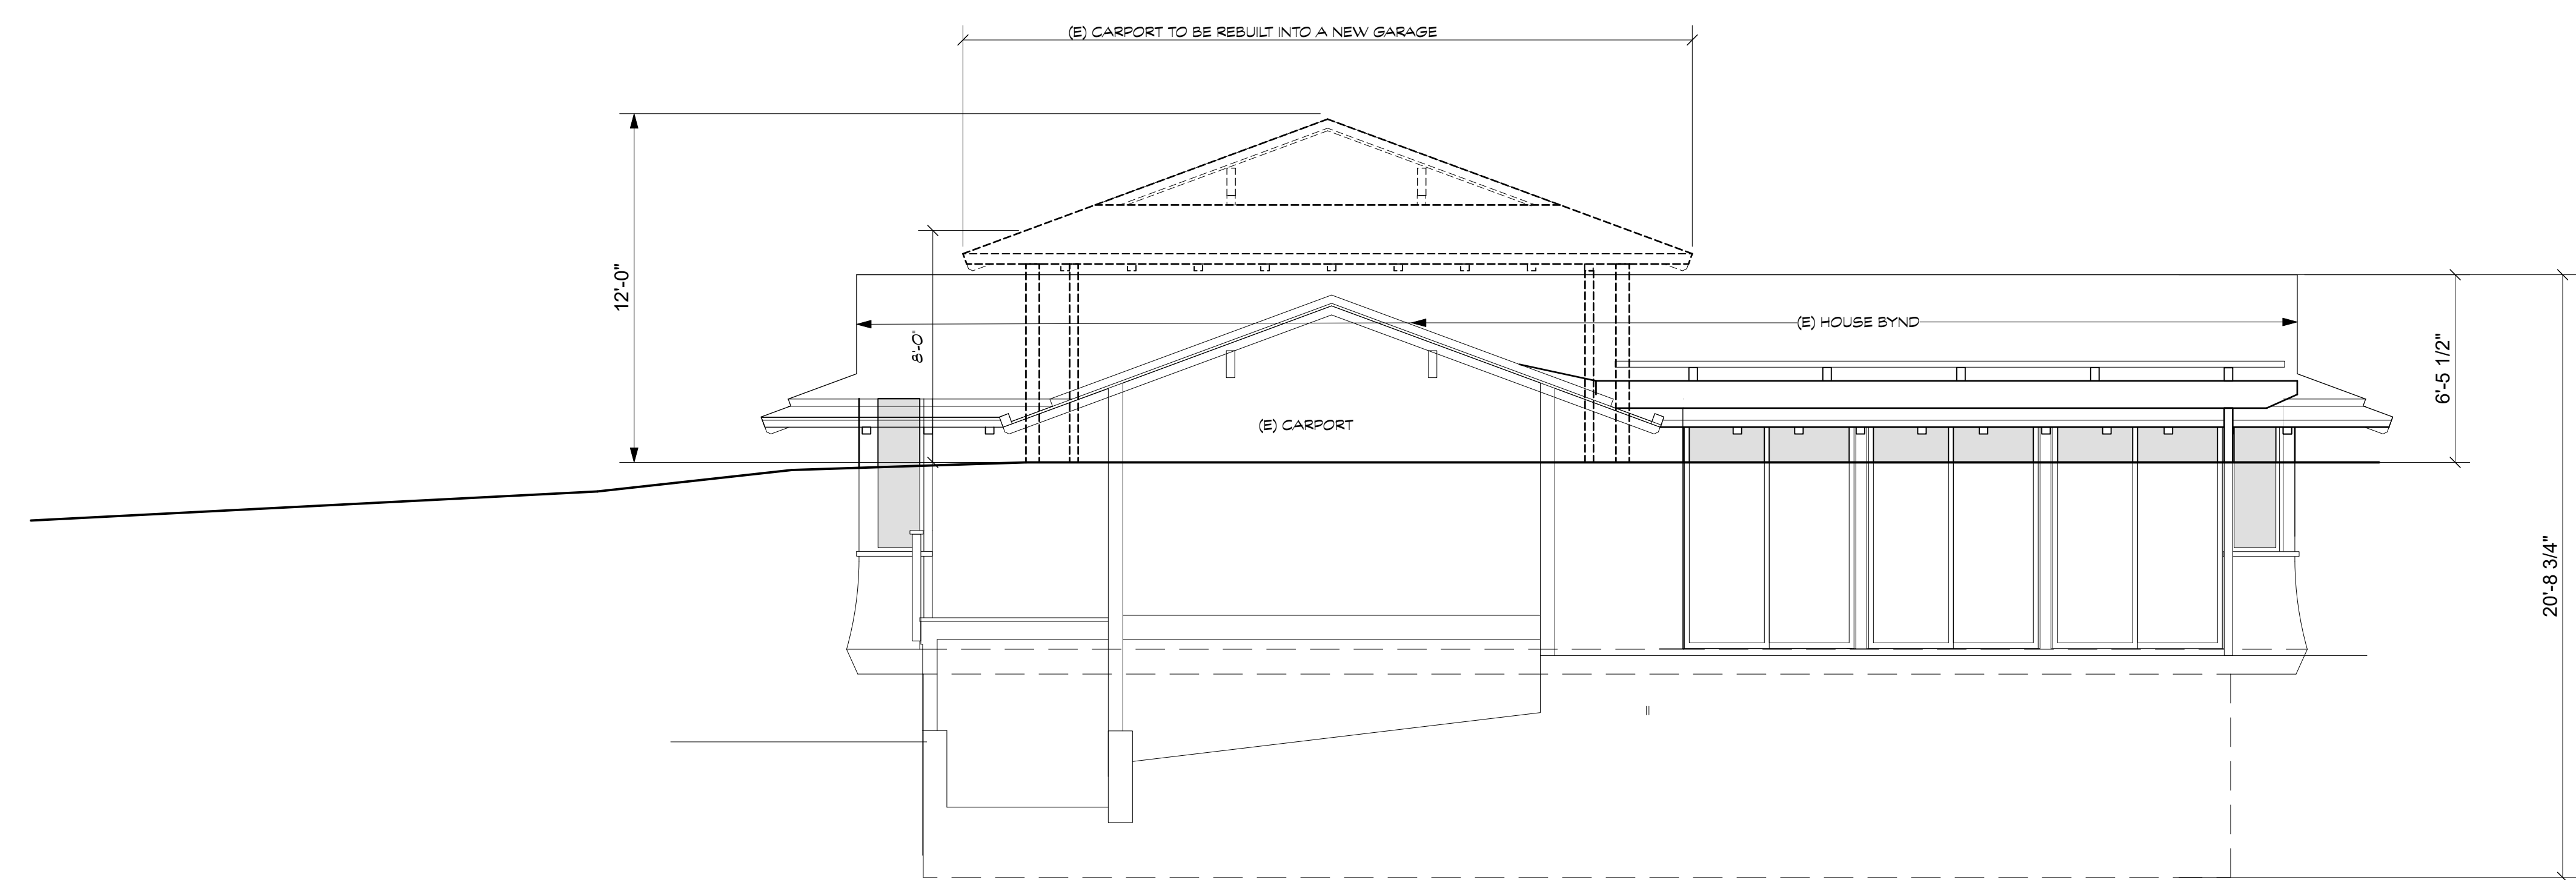 (E) CARPORT TO BE REBUILT INTO A NEW GARAGE
12'-0"
8'-0"
(E) HOUSE BYND
6'-5 1/2"
(E) CARPORT
20'-8 3/4"